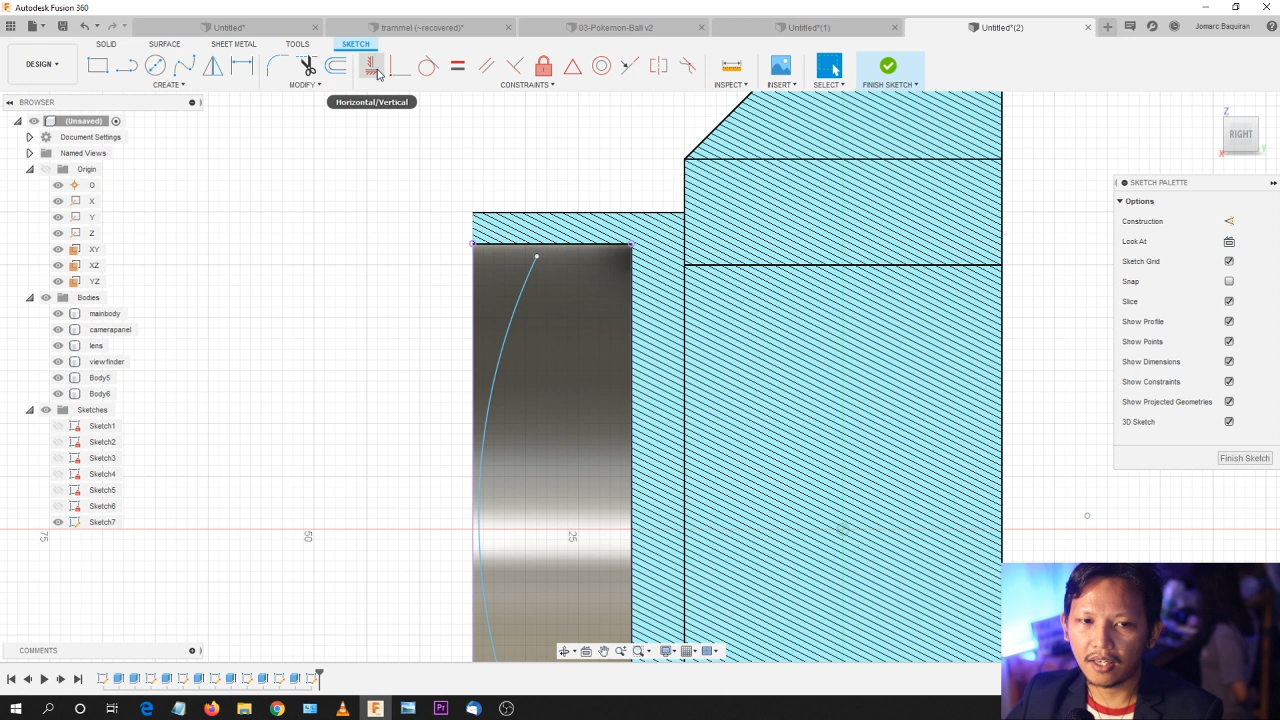 Autodesk Fusion 360
Untitled*
trammel (~recovered)*
03-Pokemon-Ball v2
Untitled*(1)
Untitled*(2)
Jomarc Baquiran
SOLID
SURFACE
SHEET METAL
TOOLS
SKETCH
DESIGN
CREATE
MODIFY
CONSTRAINTS
INSPECT
INSERT
SELECT
FINISH SKETCH
BROWSER
Horizontal/Vertical
(Unsaved)
Document Settings
Named Views
Origin
O
X
Y
Z
XY
XZ
YZ
Bodies
mainbody
camerapanel
lens
viewfinder
Body5
Body6
Sketches
Sketch1
Sketch2
Sketch3
Sketch4
Sketch5
Sketch6
Sketch7
75
50
25
Z
RIGHT
X
Y
SKETCH PALETTE
Options
Construction
Look At
Sketch Grid
Snap
Slice
Show Profile
Show Points
Show Dimensions
Show Constraints
Show Projected Geometries
3D Sketch
Finish Sketch
COMMENTS